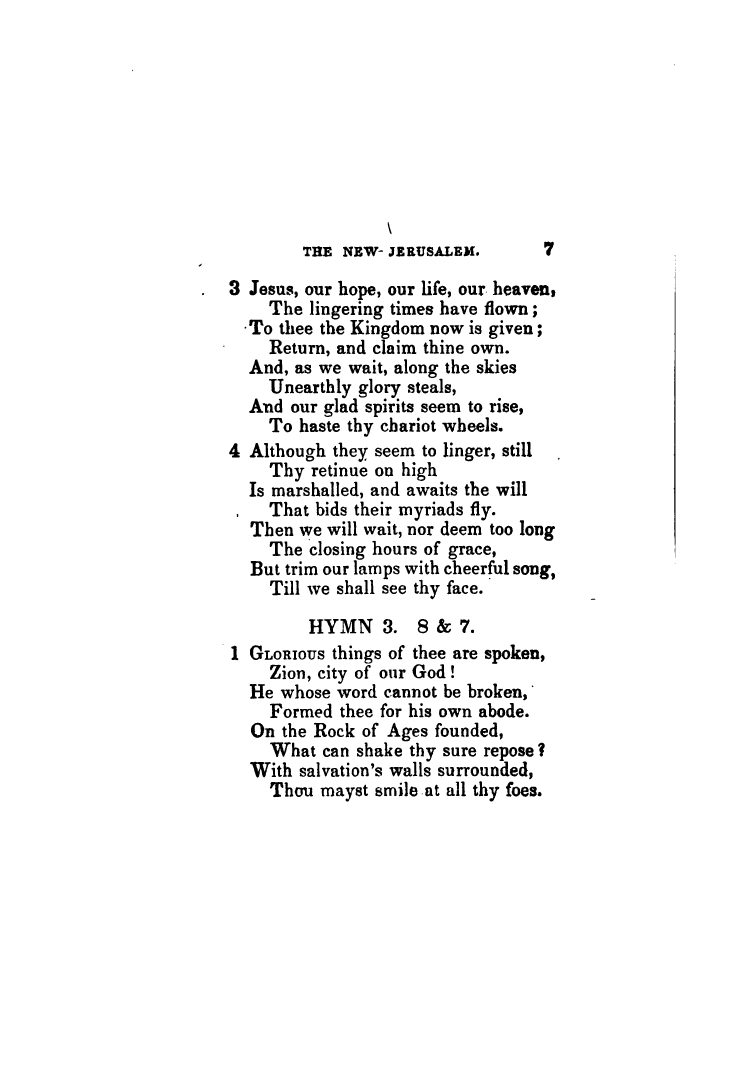 THE NEW-JERUSALEM. 7
3 Jesus, our hope, our life, our heaven,
The lingering times have flown;
To thee the Kingdom now is given;
Return, and claim thine own.
And, as we wait, along the skies
Unearthly glory steals,
And our glad spirits seem to rise,
To haste thy chariot wheels.
4 Although they seem to linger, still
Thy retinue on high
Is marshalled, and awaits the will
That bids their myriads fly.
Then we will wait, nor deem too long
The closing hours of grace,
But trim our lamps with cheerful song,
Till we shall see thy face.
HYMN 3. 8 & 7.
1 GLORIOUS things of thee are spoken,
Zion, city of our God!
He whose word cannot be broken,
Formed thee for his own abode.
On the Rock of Ages founded,
What can shake thy sure repose?
With salvation's walls surrounded,
Thou mayst smile at all thy foes.